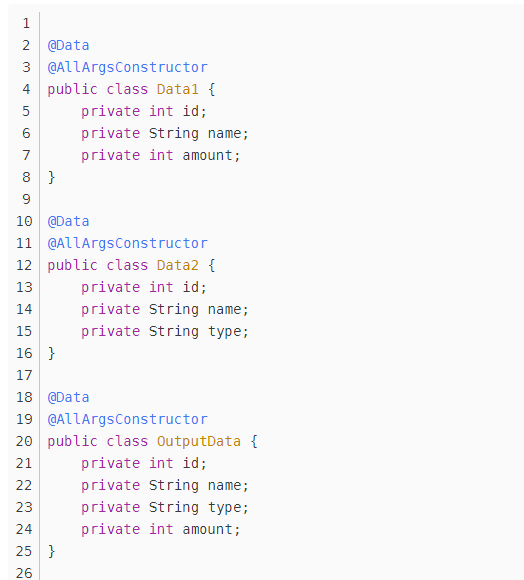 1
2 @Data
3 @AllArgsConstructor
4 public class Data1 {
5     private int id;
6     private String name;
7     private int amount;
8 }
9
10 @Data
11 @AllArgsConstructor
12 public class Data2 {
13     private int id;
14     private String name;
15     private String type;
16 }
17
18 @Data
19 @AllArgsConstructor
20 public class OutputData {
21     private int id;
22     private String name;
23     private String type;
24     private int amount;
25 }
26